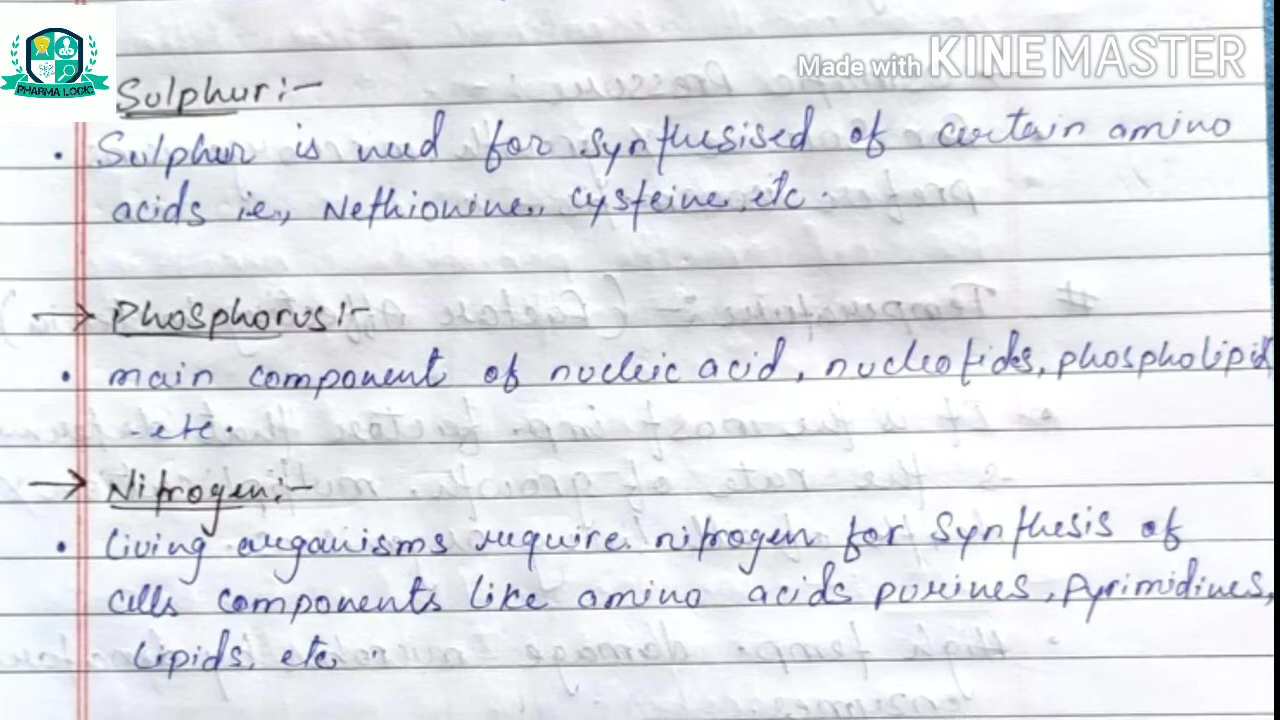 PHARMA LOGIC
Made with KINEMASTER
Sulphur:-
• Sulphur is need for synthesised of certain amino
acids ie., Nethionine, cysteine, etc.
→ Phosphorus:-
• main component of nucleic acid, nucleotides, phospholipid
etc.
→ Nitrogen:-
• Living organisms require nitrogen for synthesis of
cells components like amino acids purines, pyrimidines,
lipids, etc.